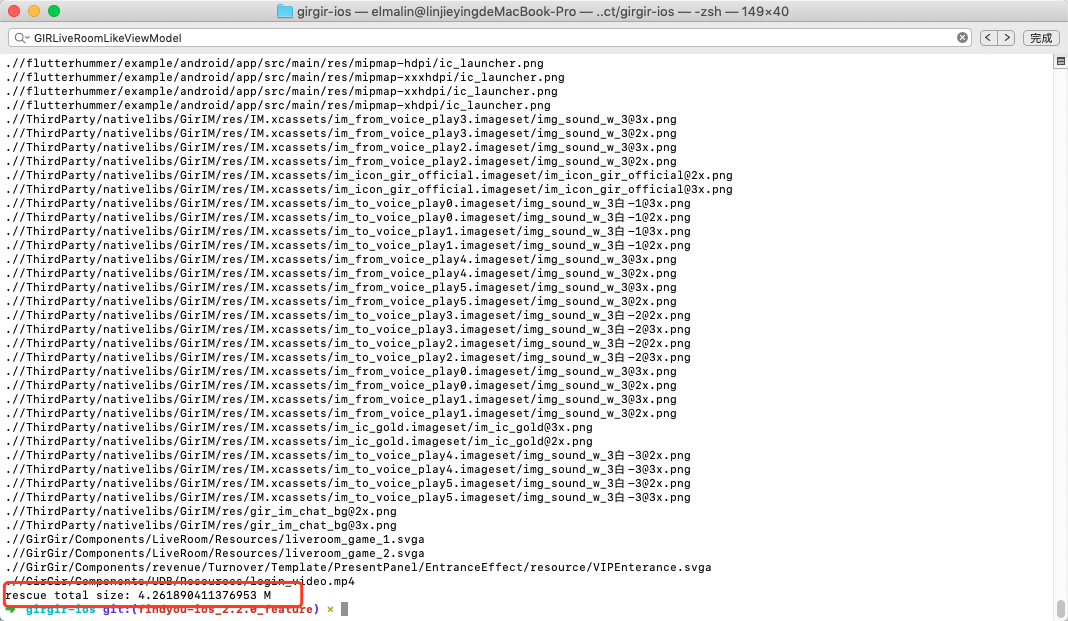 girgir-ios — elmalin@linjieyingdeMacBook-Pro — ..ct/girgir-ios — -zsh — 149×40
GIRLiveRoomLikeViewModel
完成
.//flutterhummer/example/android/app/src/main/res/mipmap-hdpi/ic_launcher.png
.//flutterhummer/example/android/app/src/main/res/mipmap-xxxhdpi/ic_launcher.png
.//flutterhummer/example/android/app/src/main/res/mipmap-xxhdpi/ic_launcher.png
.//flutterhummer/example/android/app/src/main/res/mipmap-xhdpi/ic_launcher.png
.//ThirdParty/nativelibs/GirIM/res/IM.xcassets/im_from_voice_play3.imageset/img_sound_w_3@3x.png
.//ThirdParty/nativelibs/GirIM/res/IM.xcassets/im_from_voice_play3.imageset/img_sound_w_3@2x.png
.//ThirdParty/nativelibs/GirIM/res/IM.xcassets/im_from_voice_play2.imageset/img_sound_w_3@3x.png
.//ThirdParty/nativelibs/GirIM/res/IM.xcassets/im_from_voice_play2.imageset/img_sound_w_3@2x.png
.//ThirdParty/nativelibs/GirIM/res/IM.xcassets/im_icon_gir_official.imageset/im_icon_gir_official@2x.png
.//ThirdParty/nativelibs/GirIM/res/IM.xcassets/im_icon_gir_official.imageset/im_icon_gir_official@3x.png
.//ThirdParty/nativelibs/GirIM/res/IM.xcassets/im_to_voice_play0.imageset/img_sound_w_3白-1@3x.png
.//ThirdParty/nativelibs/GirIM/res/IM.xcassets/im_to_voice_play0.imageset/img_sound_w_3白-1@2x.png
.//ThirdParty/nativelibs/GirIM/res/IM.xcassets/im_to_voice_play1.imageset/img_sound_w_3白-1@3x.png
.//ThirdParty/nativelibs/GirIM/res/IM.xcassets/im_to_voice_play1.imageset/img_sound_w_3白-1@2x.png
.//ThirdParty/nativelibs/GirIM/res/IM.xcassets/im_from_voice_play4.imageset/img_sound_w_3@3x.png
.//ThirdParty/nativelibs/GirIM/res/IM.xcassets/im_from_voice_play4.imageset/img_sound_w_3@2x.png
.//ThirdParty/nativelibs/GirIM/res/IM.xcassets/im_from_voice_play5.imageset/img_sound_w_3@3x.png
.//ThirdParty/nativelibs/GirIM/res/IM.xcassets/im_from_voice_play5.imageset/img_sound_w_3@2x.png
.//ThirdParty/nativelibs/GirIM/res/IM.xcassets/im_to_voice_play3.imageset/img_sound_w_3白-2@2x.png
.//ThirdParty/nativelibs/GirIM/res/IM.xcassets/im_to_voice_play3.imageset/img_sound_w_3白-2@3x.png
.//ThirdParty/nativelibs/GirIM/res/IM.xcassets/im_to_voice_play2.imageset/img_sound_w_3白-2@2x.png
.//ThirdParty/nativelibs/GirIM/res/IM.xcassets/im_to_voice_play2.imageset/img_sound_w_3白-2@3x.png
.//ThirdParty/nativelibs/GirIM/res/IM.xcassets/im_from_voice_play0.imageset/img_sound_w_3@3x.png
.//ThirdParty/nativelibs/GirIM/res/IM.xcassets/im_from_voice_play0.imageset/img_sound_w_3@2x.png
.//ThirdParty/nativelibs/GirIM/res/IM.xcassets/im_from_voice_play1.imageset/img_sound_w_3@3x.png
.//ThirdParty/nativelibs/GirIM/res/IM.xcassets/im_from_voice_play1.imageset/img_sound_w_3@2x.png
.//ThirdParty/nativelibs/GirIM/res/IM.xcassets/im_ic_gold.imageset/im_ic_gold@3x.png
.//ThirdParty/nativelibs/GirIM/res/IM.xcassets/im_ic_gold.imageset/im_ic_gold@2x.png
.//ThirdParty/nativelibs/GirIM/res/IM.xcassets/im_to_voice_play4.imageset/img_sound_w_3白-3@2x.png
.//ThirdParty/nativelibs/GirIM/res/IM.xcassets/im_to_voice_play4.imageset/img_sound_w_3白-3@3x.png
.//ThirdParty/nativelibs/GirIM/res/IM.xcassets/im_to_voice_play5.imageset/img_sound_w_3白-3@2x.png
.//ThirdParty/nativelibs/GirIM/res/IM.xcassets/im_to_voice_play5.imageset/img_sound_w_3白-3@3x.png
.//ThirdParty/nativelibs/GirIM/res/gir_im_chat_bg@2x.png
.//ThirdParty/nativelibs/GirIM/res/gir_im_chat_bg@3x.png
.//GirGir/Components/LiveRoom/Resources/liveroom_game_1.svga
.//GirGir/Components/LiveRoom/Resources/liveroom_game_2.svga
.//GirGir/Components/revenue/Turnover/Template/PresentPanel/EntranceEffect/resource/VIPEnterance.svga
.//GirGir/Components/UDB/Resources/login_video.mp4
rescue total size: 4.261890411376953 M
➜ girgir-ios git:(findyou-ios_2.2.0_feature) ×